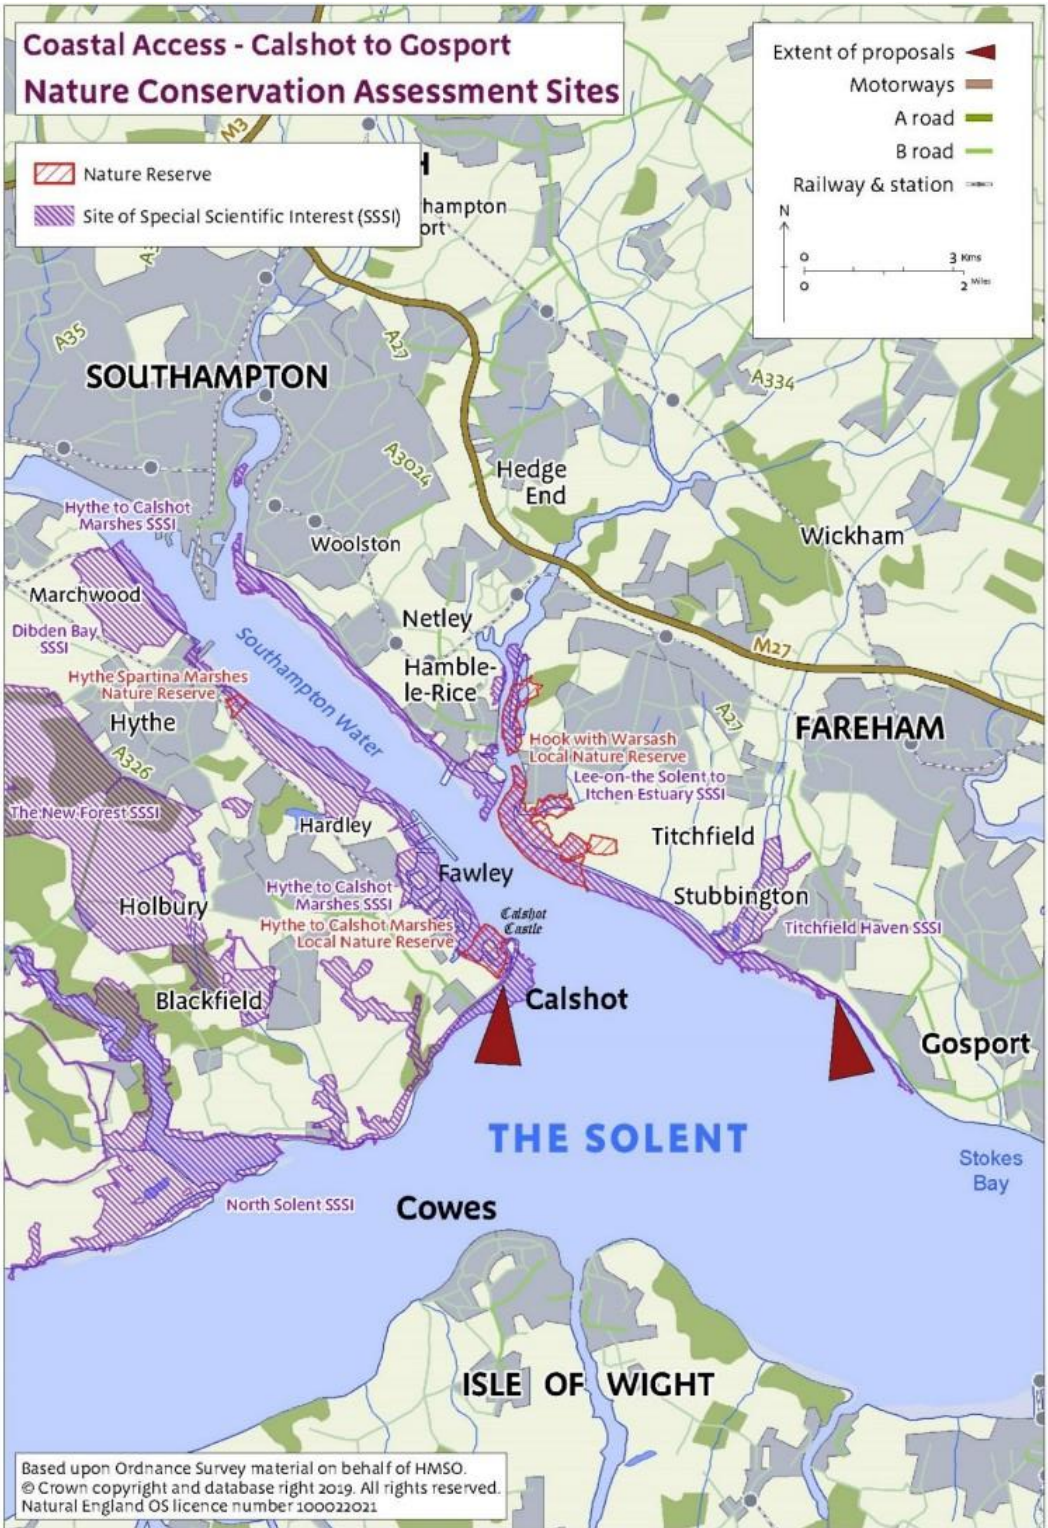 Coastal Access - Calshot to Gosport
Nature Conservation Assessment Sites
Nature Reserve
Site of Special Scientific Interest (SSSI)
Extent of proposals
Motorways
A road
B road
Railway & station
N
0 3 Kms
0 2 Miles
M3
H
hampton
ort
A35
A27
SOUTHAMPTON
A334
A3024
Hedge
End
Hythe to Calshot
Marshes SSSI
Woolston
Wickham
Marchwood
Netley
Dibden Bay
SSSI
Southampton Water
M27
Hamble-
le-Rice
Hythe Spartina Marshes
Nature Reserve
Hythe
A27
FAREHAM
A326
Hook with Warsash
Local Nature Reserve
Lee-on-the Solent to
Itchen Estuary SSSI
The New Forest SSSI
Hardley
Titchfield
Fawley
Hythe to Calshot
Marshes SSSI
Stubbington
Holbury
Calshot
Castle
Hythe to Calshot Marshes
Local Nature Reserve
Titchfield Haven SSSI
Blackfield
Calshot
Gosport
THE SOLENT
Stokes
Bay
North Solent SSSI
Cowes
ISLE OF WIGHT
Based upon Ordnance Survey material on behalf of HMSO.
© Crown copyright and database right 2019. All rights reserved.
Natural England OS licence number 100022021